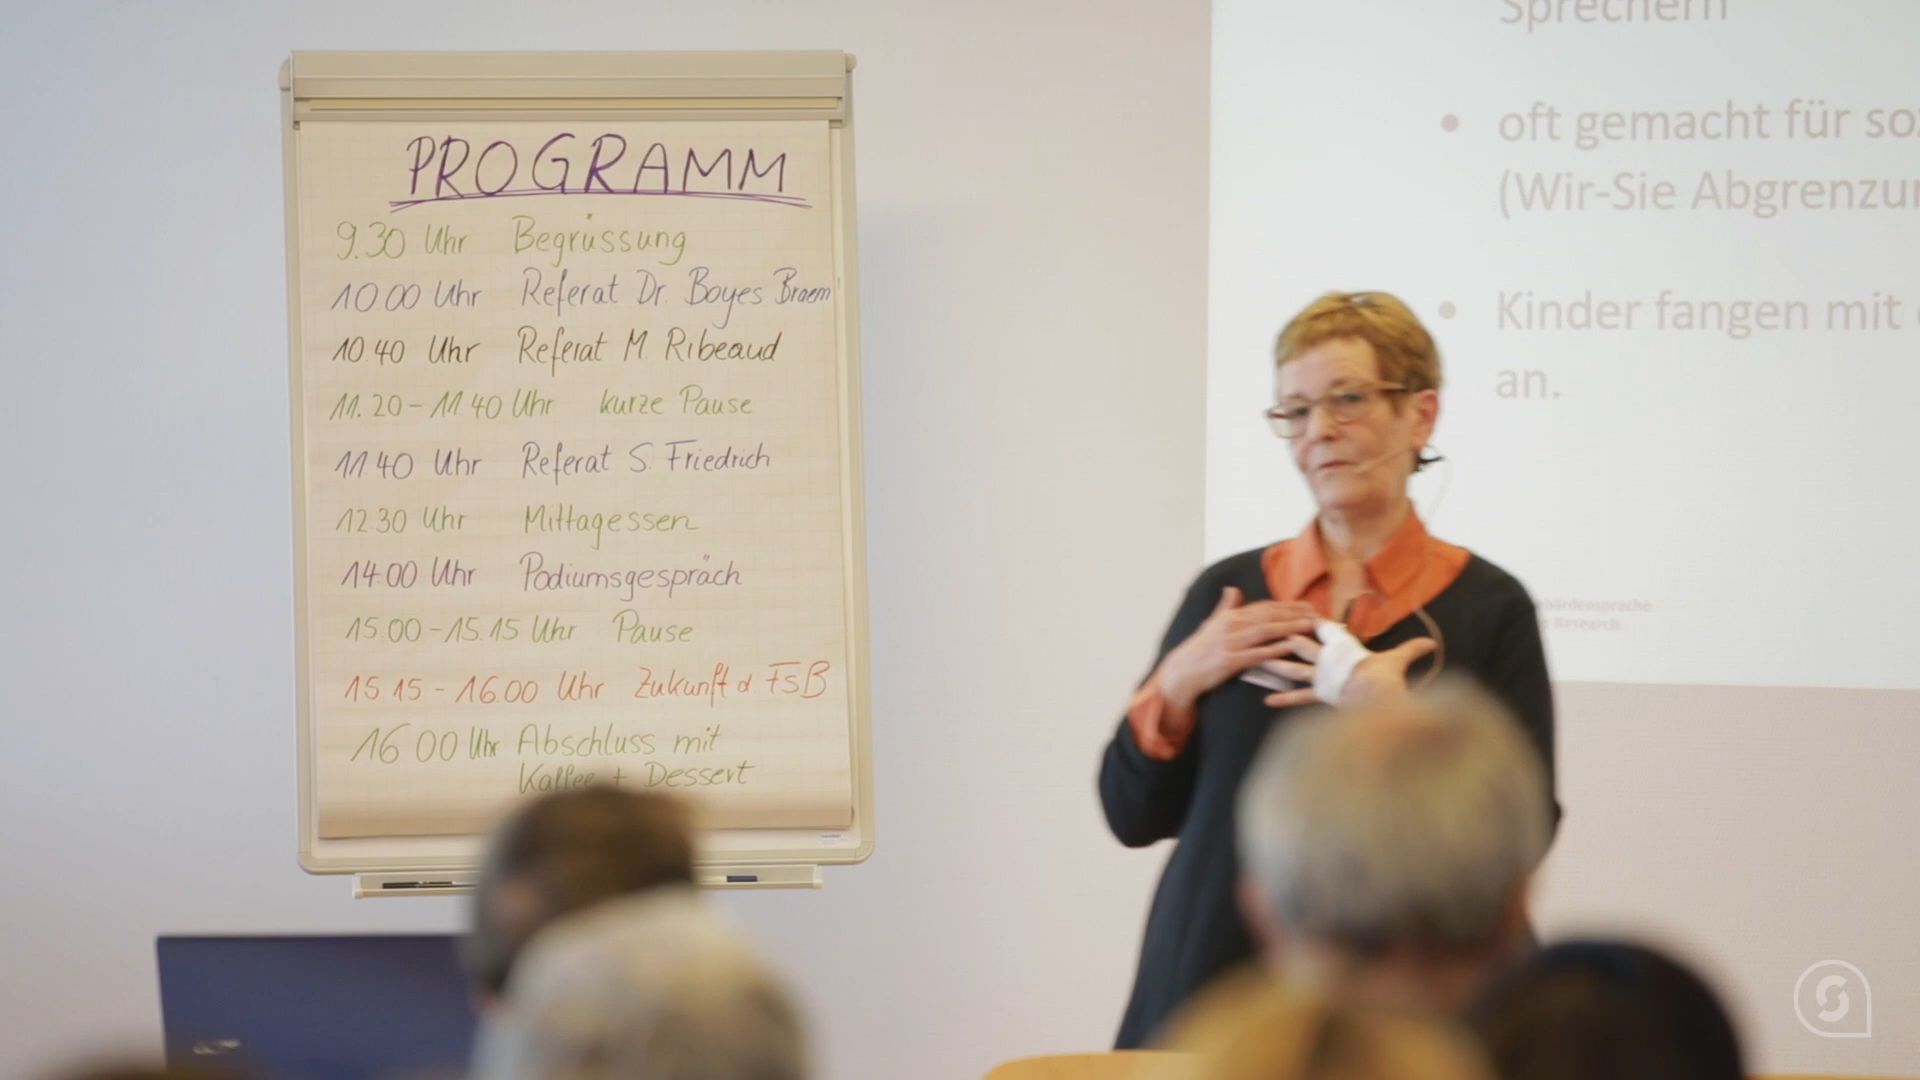 PROGRAMM
9.30 Uhr Begrüssung
10 00 Uhr Referat Dr. Boyes Braem
10.40 Uhr Referat M. Ribeaud
11.20 - 11.40 Uhr kurze Pause
11 40 Uhr Referat S. Friedrich
12.30 Uhr Mittagessen
14.00 Uhr Podiumsgespräch
15.00 - 15.15 Uhr Pause
15 15 - 16.00 Uhr Zukunft d. FSB
16 00 Uhr Abschluss mit
Kaffee + Dessert
Sprechern
• oft gemacht für so
(Wir-Sie Abgrenzu
• Kinder fangen mit
an.
bärdensprache
Research